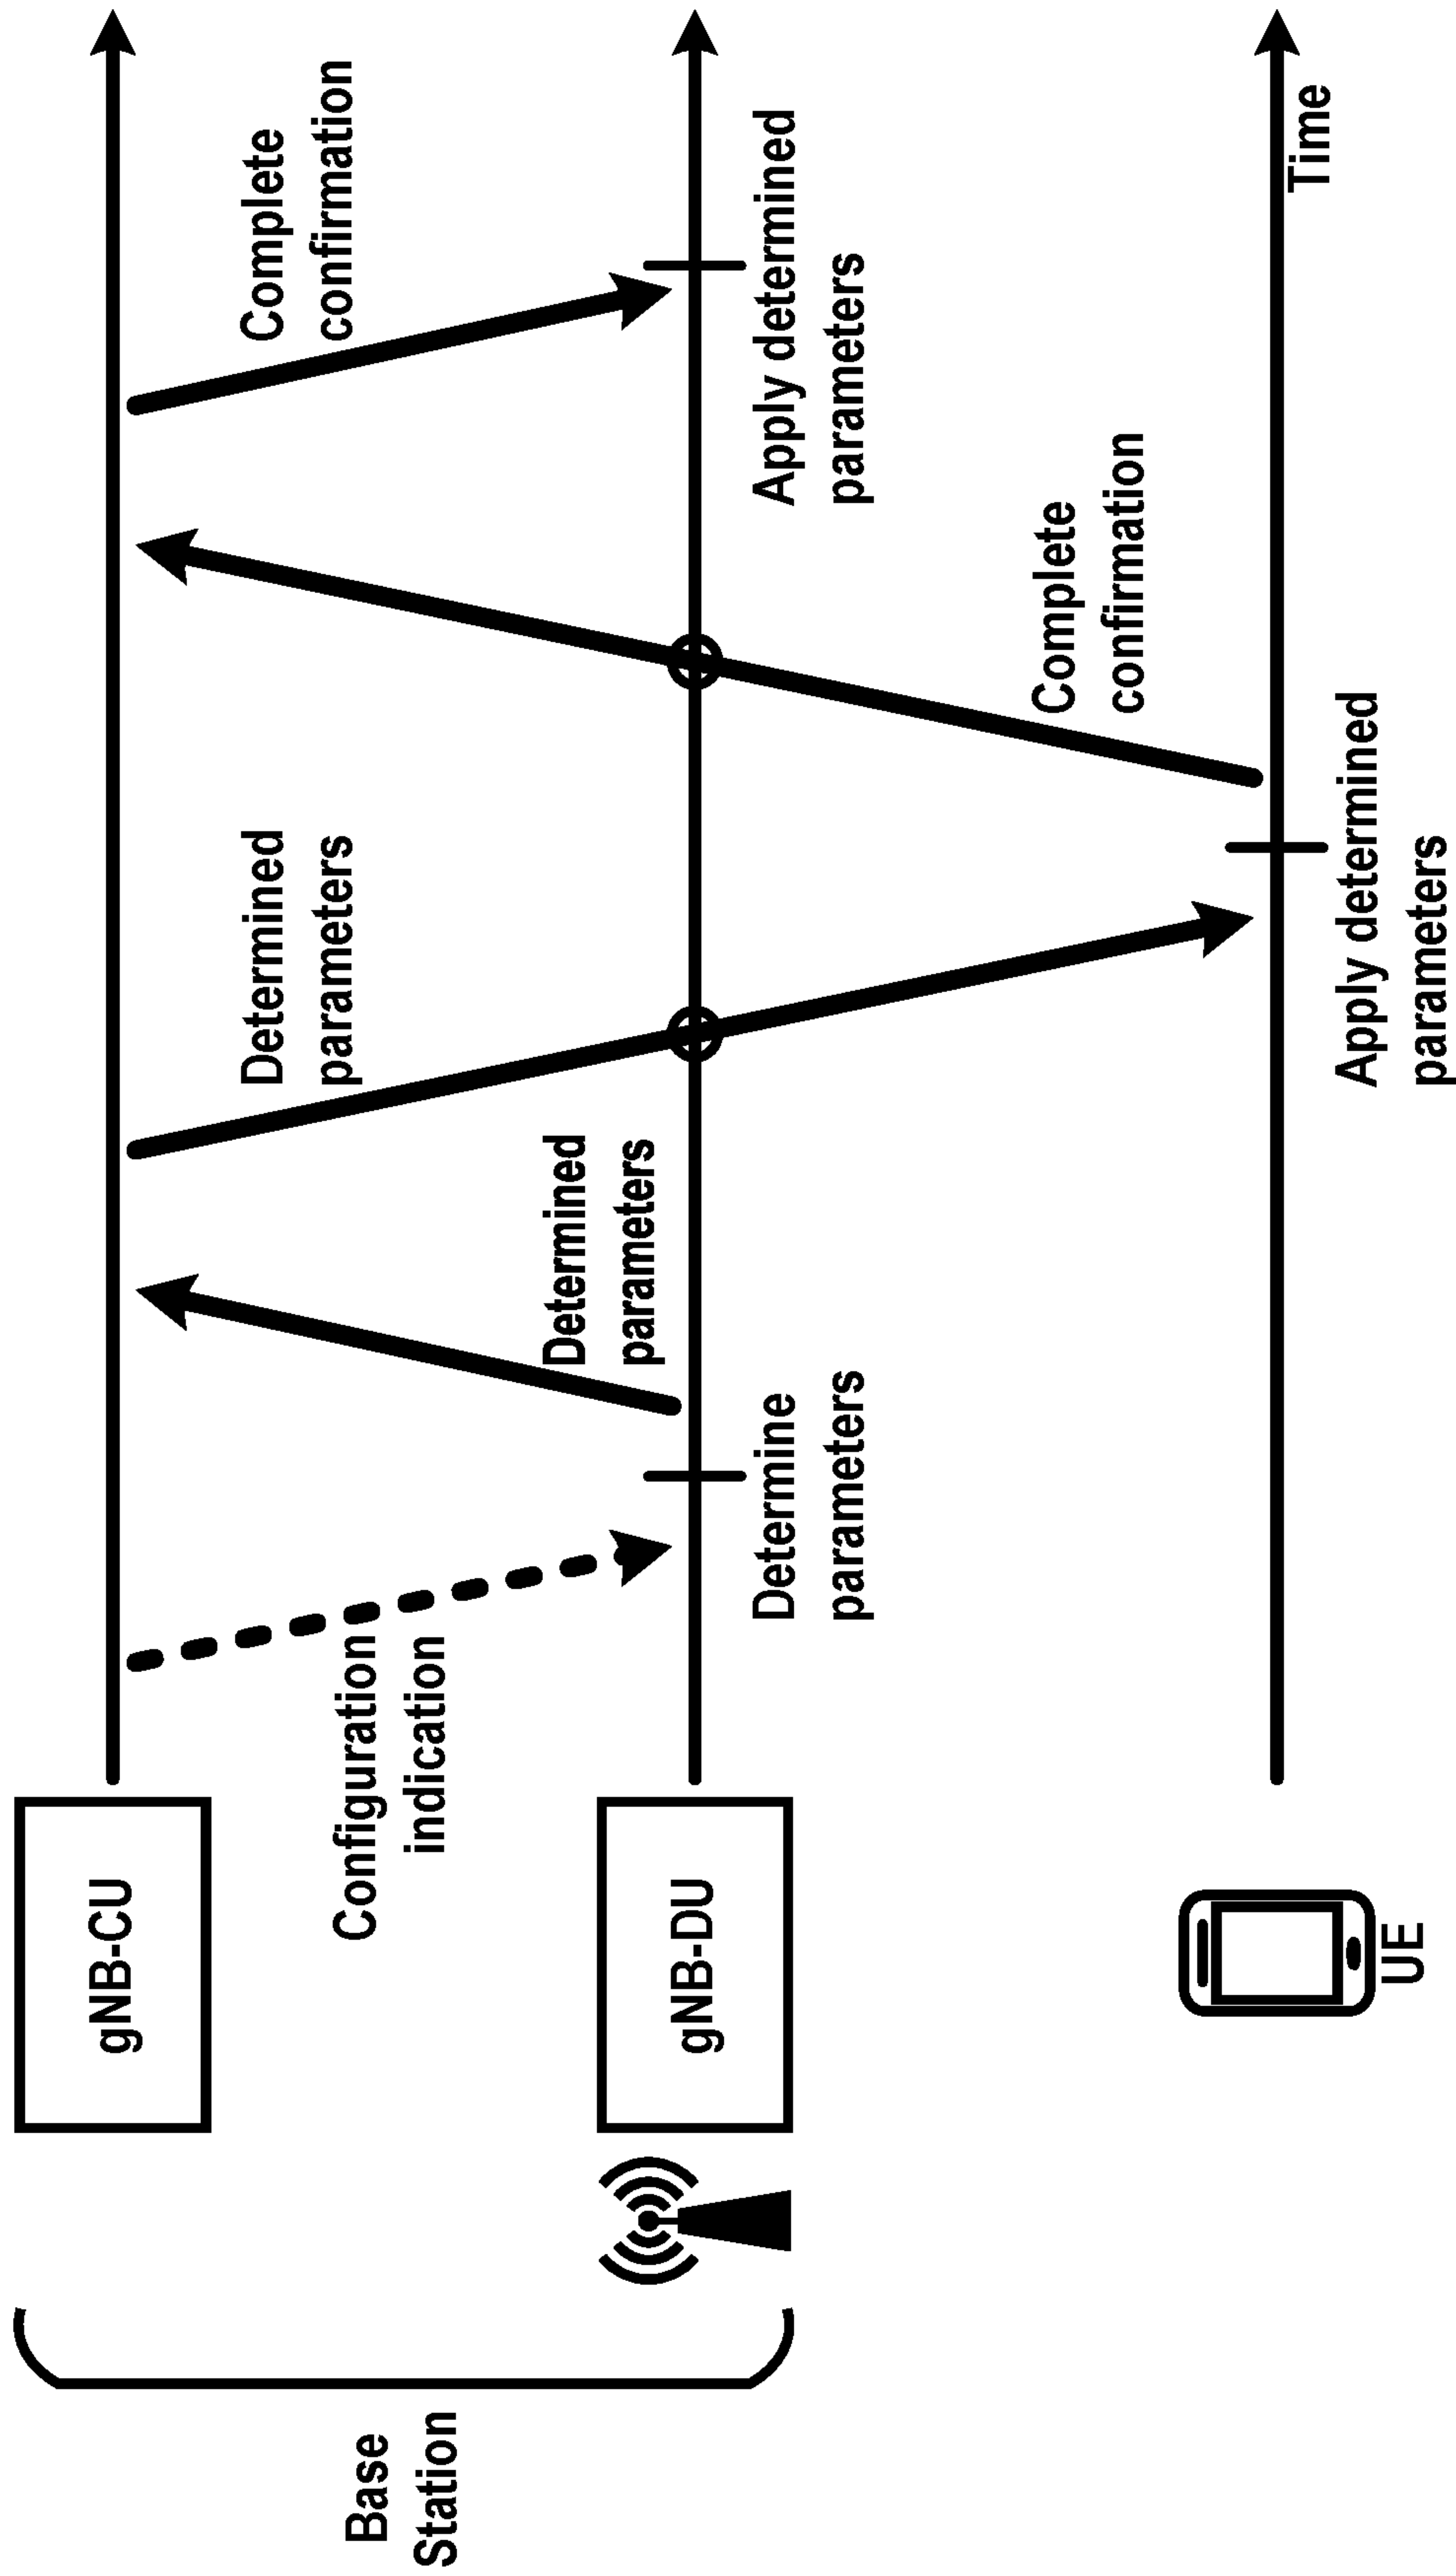 Base
Station
gNB-CU
gNB-DU
UE
Configuration
indication
Determine
parameters
Determined
parameters
Determined
parameters
Apply determined
parameters
Complete
confirmation
Complete
confirmation
Apply determined
parameters
Time